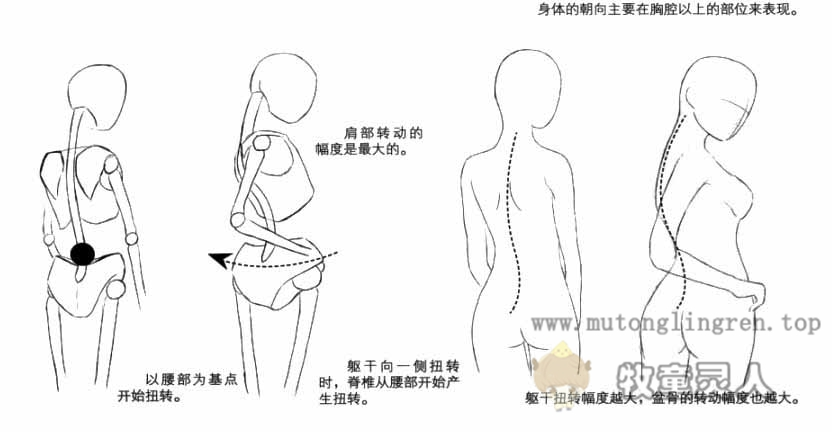 身体的朝向主要在胸腔以上的部位来表现。
肩部转动的
幅度是最大的。
以腰部为基点
开始扭转。
躯干向一侧扭转
时，脊椎从腰部开始产
生扭转。
www.mutonglingren.top
牧童灵人
躯干扭转幅度越大，盆骨的转动幅度也越大。